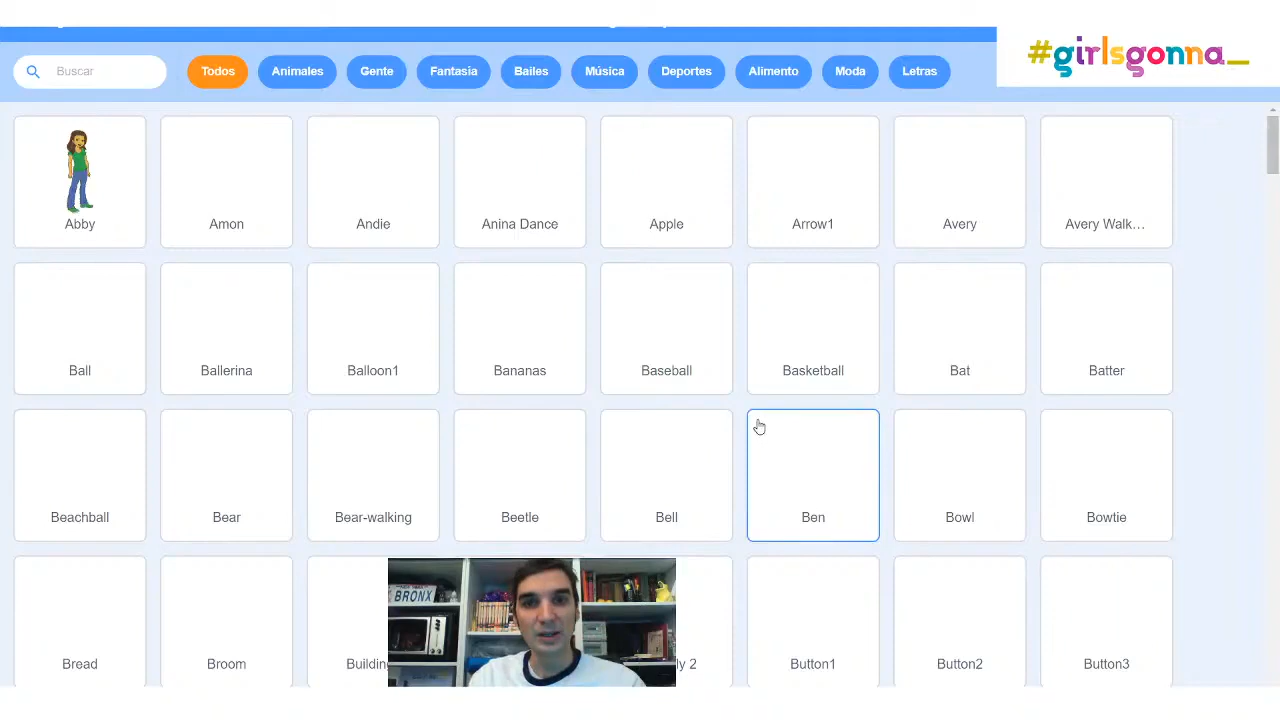 #girlsgonna_
Buscar
Todos
Animales
Gente
Fantasia
Bailes
Música
Deportes
Alimento
Moda
Letras
Abby
Amon
Andie
Anina Dance
Apple
Arrow1
Avery
Avery Walk…
Ball
Ballerina
Balloon1
Bananas
Baseball
Basketball
Bat
Batter
Beachball
Bear
Bear-walking
Beetle
Bell
Ben
Bowl
Bowtie
Bread
Broom
Building
ly 2
Button1
Button2
Button3
BRONX